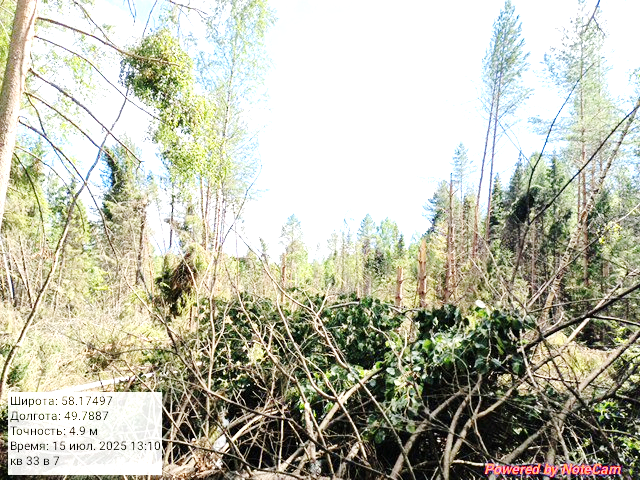 Широта: 58.17497
Долгота: 49.7887
Точность: 4.9 м
Время: 15 июл. 2025 13:10
кв 33 в 7
Powered by NoteCam